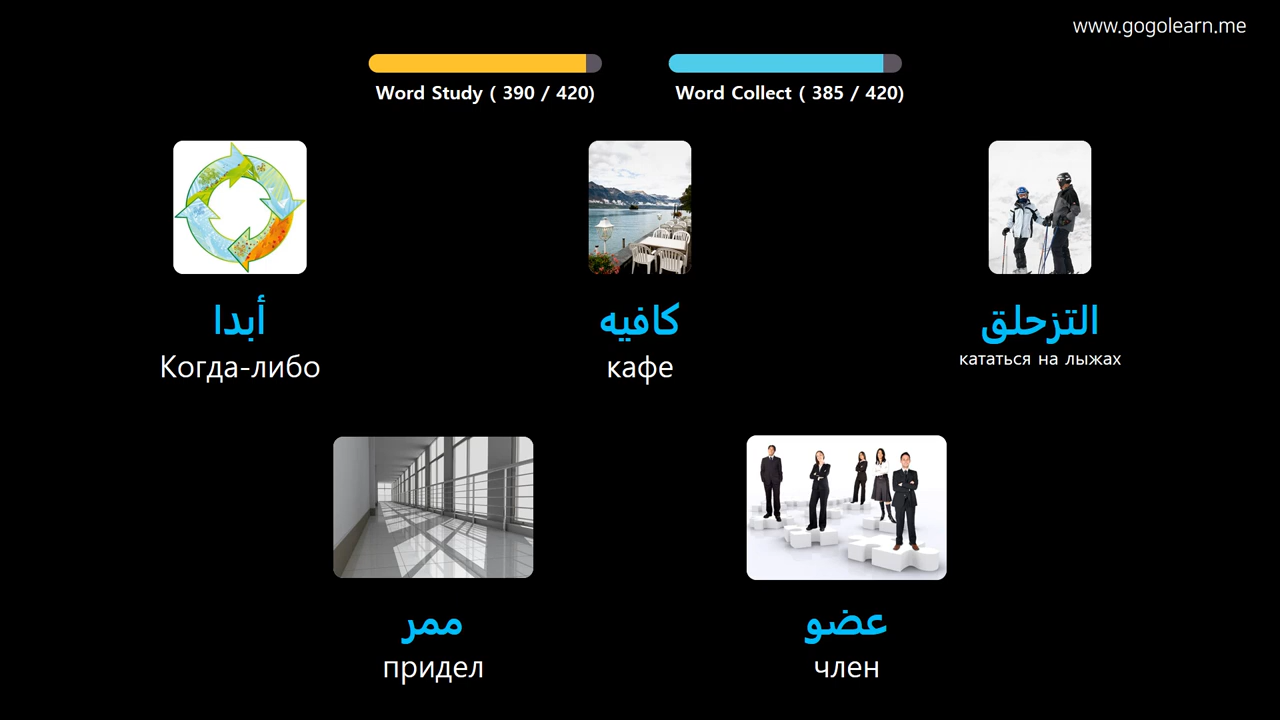 www.gogolearn.me
Word Study ( 390 / 420)
Word Collect ( 385 / 420)
أبدا
Когда-либо
كافيه
кафе
التزحلق
кататься на лыжах
ممر
придел
عضو
член